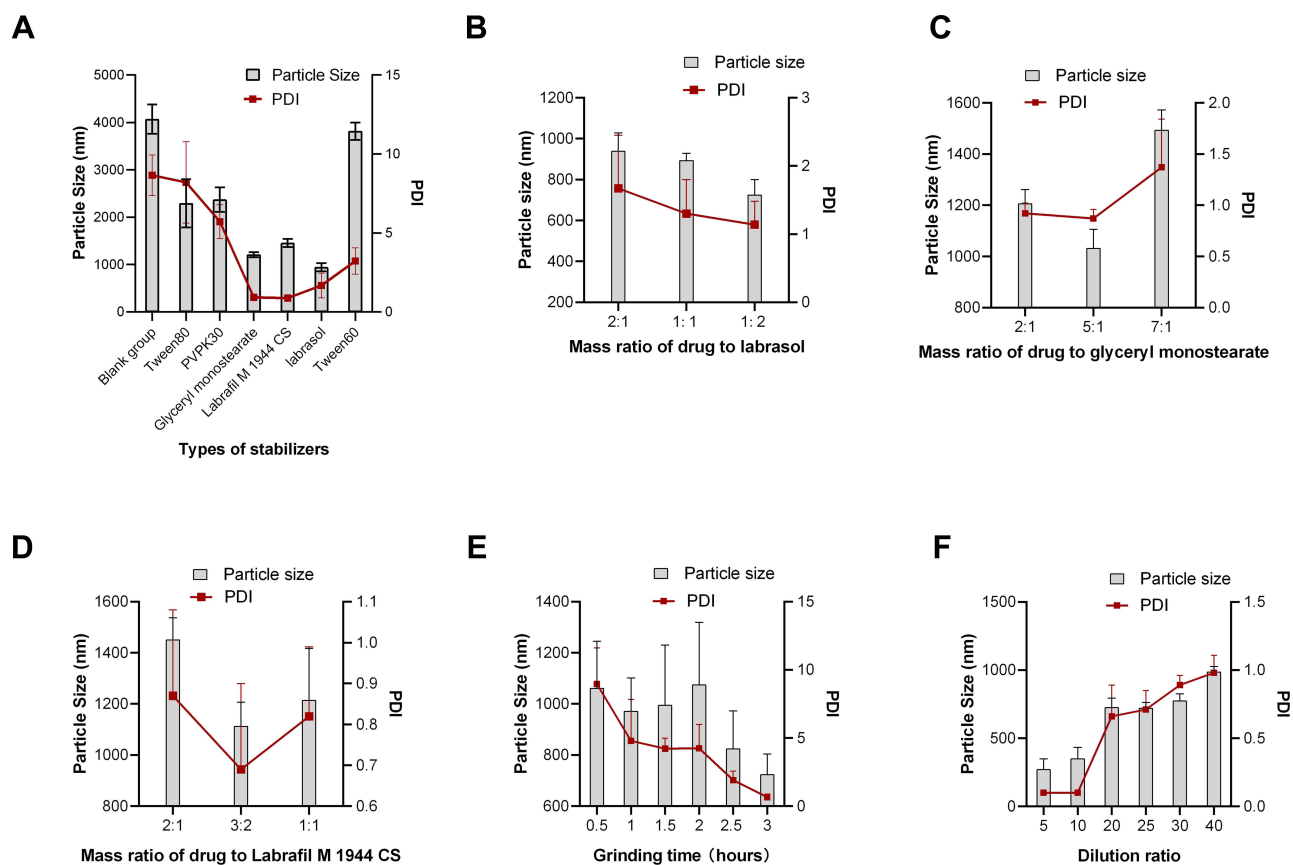 A
Particle Size
PDI
5000
4000
3000
2000
1000
0
15
10
5
0
Particle Size (nm)
PDI
Blank group
Tween80
PVPK30
Glyceryl monostearate
Labrafil M 1944 CS
labrasol
Tween60
Types of stabilizers
B
Particle size
PDI
1200
1000
800
600
400
200
3
2
1
0
Particle size (nm)
PDI
2:1
1: 1
1: 2
Mass ratio of drug to labrasol
C
Particle size
PDI
1600
1400
1200
1000
800
2.0
1.5
1.0
0.5
0.0
Particle size (nm)
PDI
2:1
5:1
7:1
Mass ratio of drug to glyceryl monostearate
D
Particle size
PDI
1600
1400
1200
1000
800
1.1
1.0
0.9
0.8
0.7
0.6
Particle Size (nm)
PDI
2:1
3:2
1:1
Mass ratio of drug to Labrafil M 1944 CS
E
Particle size
PDI
1400
1200
1000
800
600
15
10
5
0
Particle Size (nm)
PDI
0.5
1
1.5
2
2.5
3
Grinding time（hours）
F
Particle size
PDI
1500
1000
500
0
1.5
1.0
0.5
0.0
Particle Size (nm)
PDI
5
10
20
25
30
40
Dilution ratio